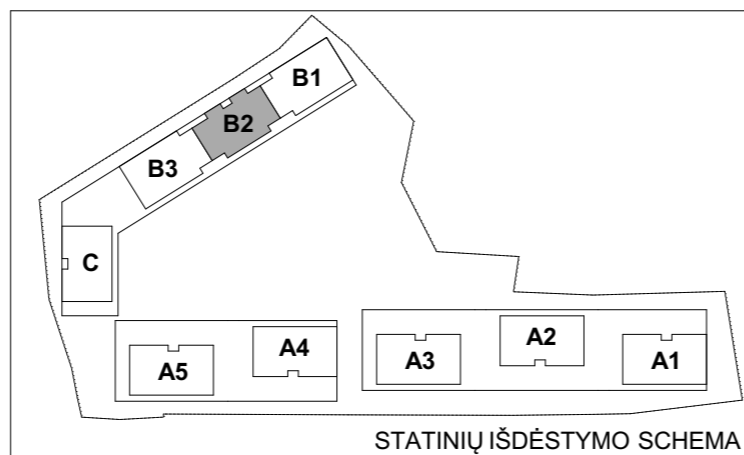 B1
B2
B3
C
A2
A4
A3
A1
A5
STATINIŲ IŠDĖSTYMO SCHEMA